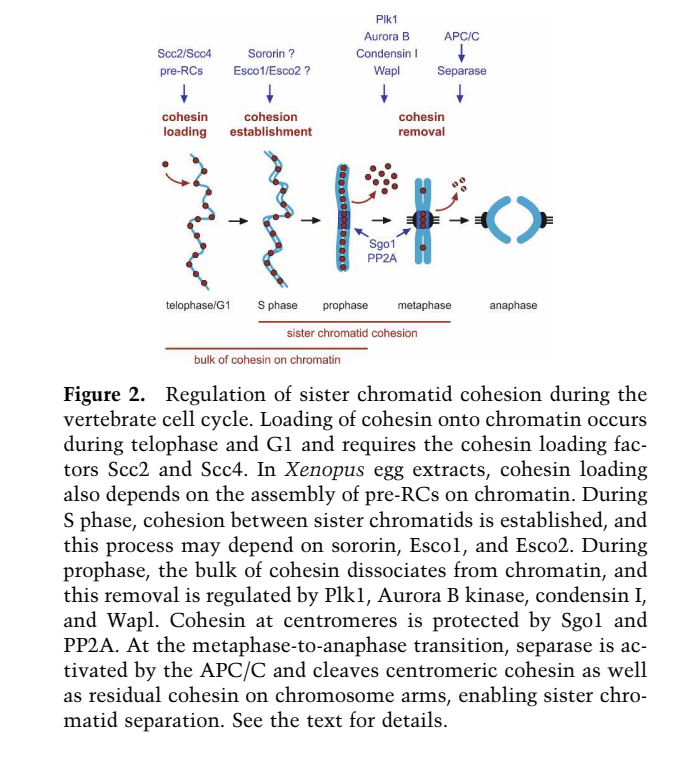 Plk1
Aurora B
Condensin I
Wapl
APC/C
Separase
Scc2/Scc4
pre-RCs
Sororin ?
Esco1/Esco2 ?
cohesin
loading
cohesion
establishment
cohesin
removal
Sgo1
PP2A
telophase/G1
S phase
prophase
metaphase
anaphase
sister chromatid cohesion
bulk of cohesin on chromatin
Figure 2. Regulation of sister chromatid cohesion during the
vertebrate cell cycle. Loading of cohesin onto chromatin occurs
during telophase and G1 and requires the cohesin loading fac-
tors Scc2 and Scc4. In Xenopus egg extracts, cohesin loading
also depends on the assembly of pre-RCs on chromatin. During
S phase, cohesion between sister chromatids is established, and
this process may depend on sororin, Esco1, and Esco2. During
prophase, the bulk of cohesin dissociates from chromatin, and
this removal is regulated by Plk1, Aurora B kinase, condensin I,
and Wapl. Cohesin at centromeres is protected by Sgo1 and
PP2A. At the metaphase-to-anaphase transition, separase is ac-
tivated by the APC/C and cleaves centromeric cohesin as well
as residual cohesin on chromosome arms, enabling sister chro-
matid separation. See the text for details.